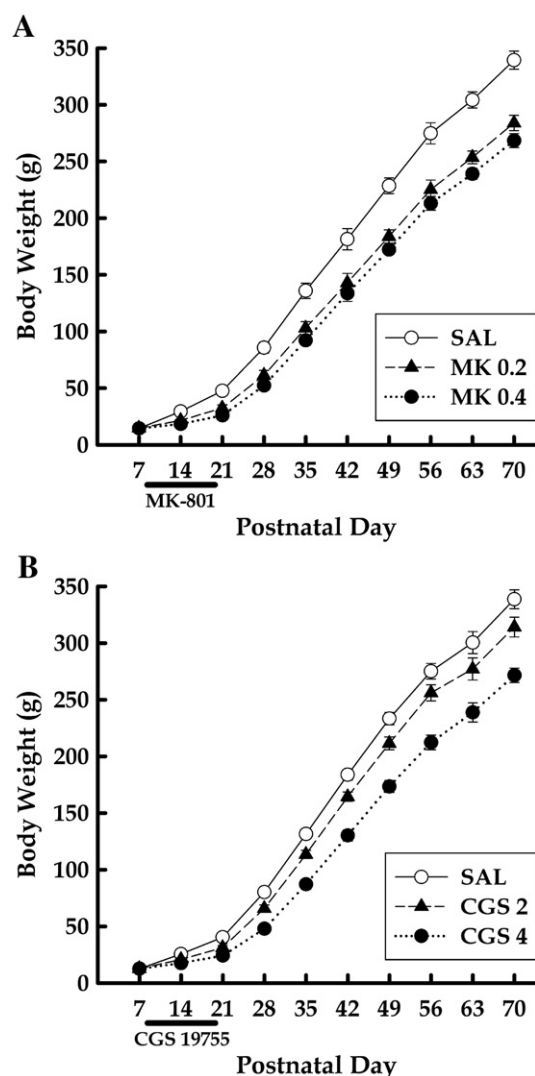 A
350
300
250
200
150
100
50
0
Body Weight (g)
SAL
MK 0.2
MK 0.4
7 14 21 28 35 42 49 56 63 70
MK-801
Postnatal Day
B
350
300
250
200
150
100
50
0
Body Weight (g)
SAL
CGS 2
CGS 4
7 14 21 28 35 42 49 56 63 70
CGS 19755
Postnatal Day